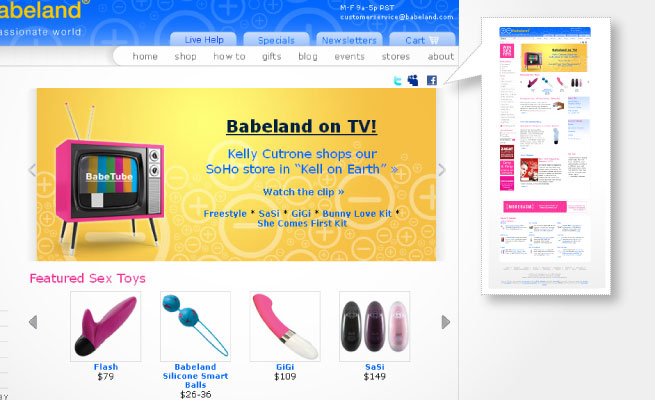 abeland®
assionate world
M-F 9a-5p PST
customerservice@babeland.com
Live Help
Specials
Newsletters
Cart
home
shop
how to
gifts
blog
events
stores
about
BabeTube
Babeland on TV!
Kelly Cutrone shops our
SoHo store in "Kell on Earth" »
Watch the clip »
Freestyle * SaSi * GiGi * Bunny Love Kit *
She Comes First Kit
Featured Sex Toys
Flash
$79
Babeland
Silicone Smart
Balls
$26-36
GiGi
$109
SaSi
$149
Babeland on TV!